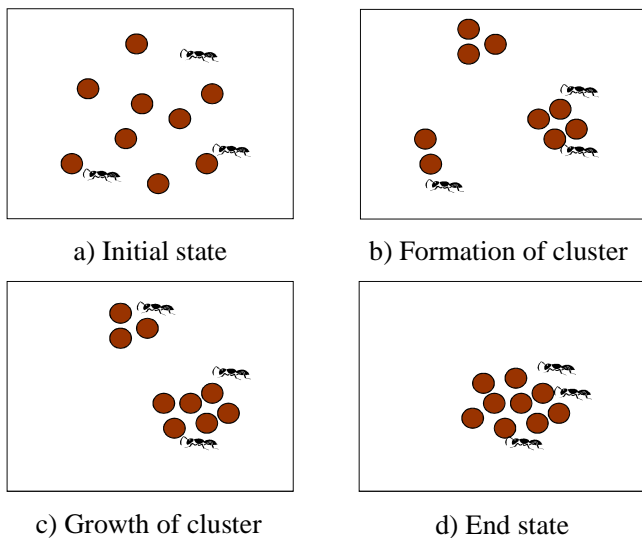 a) Initial state
b) Formation of cluster
c) Growth of cluster
d) End state